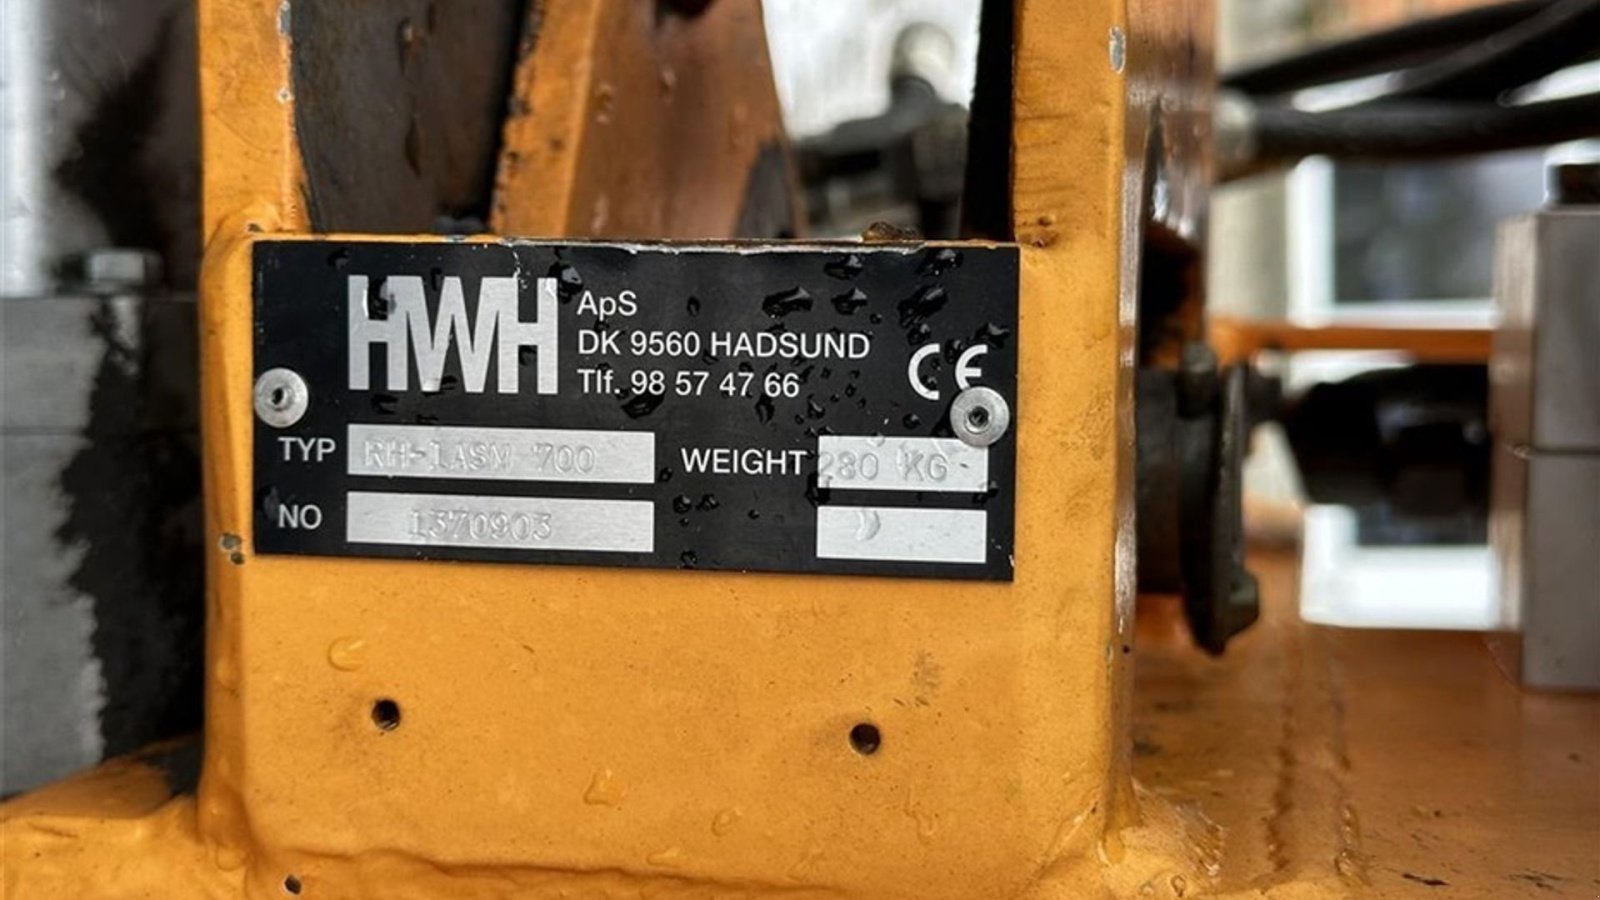 HWH ApS
DK 9560 HADSUND
Tlf. 98 57 47 66
CE
TYP RH-1ASM 700 WEIGHT 280 KG
NO 1370903